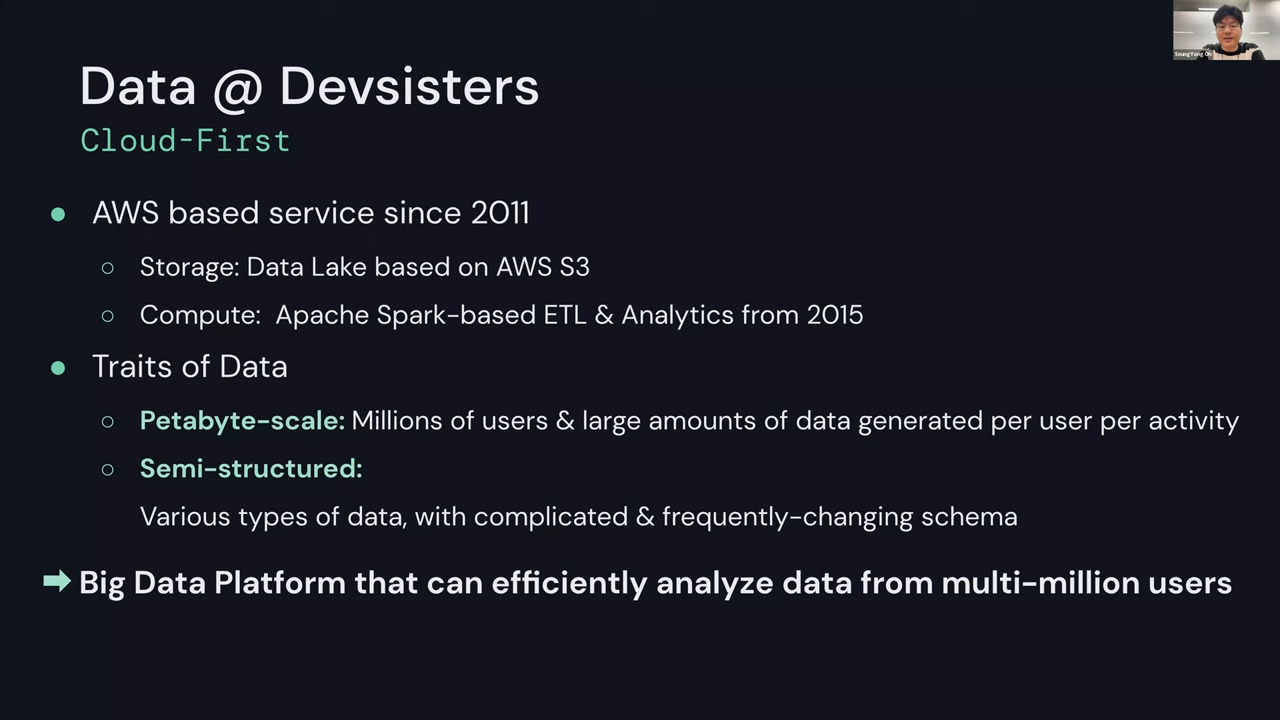 Data @ Devsisters
Cloud-First
● AWS based service since 2011
○ Storage: Data Lake based on AWS S3
○ Compute: Apache Spark-based ETL & Analytics from 2015
● Traits of Data
○ Petabyte-scale: Millions of users & large amounts of data generated per user per activity
○ Semi-structured:
Various types of data, with complicated & frequently-changing schema
➡ Big Data Platform that can efficiently analyze data from multi-million users
SeungYong Oh